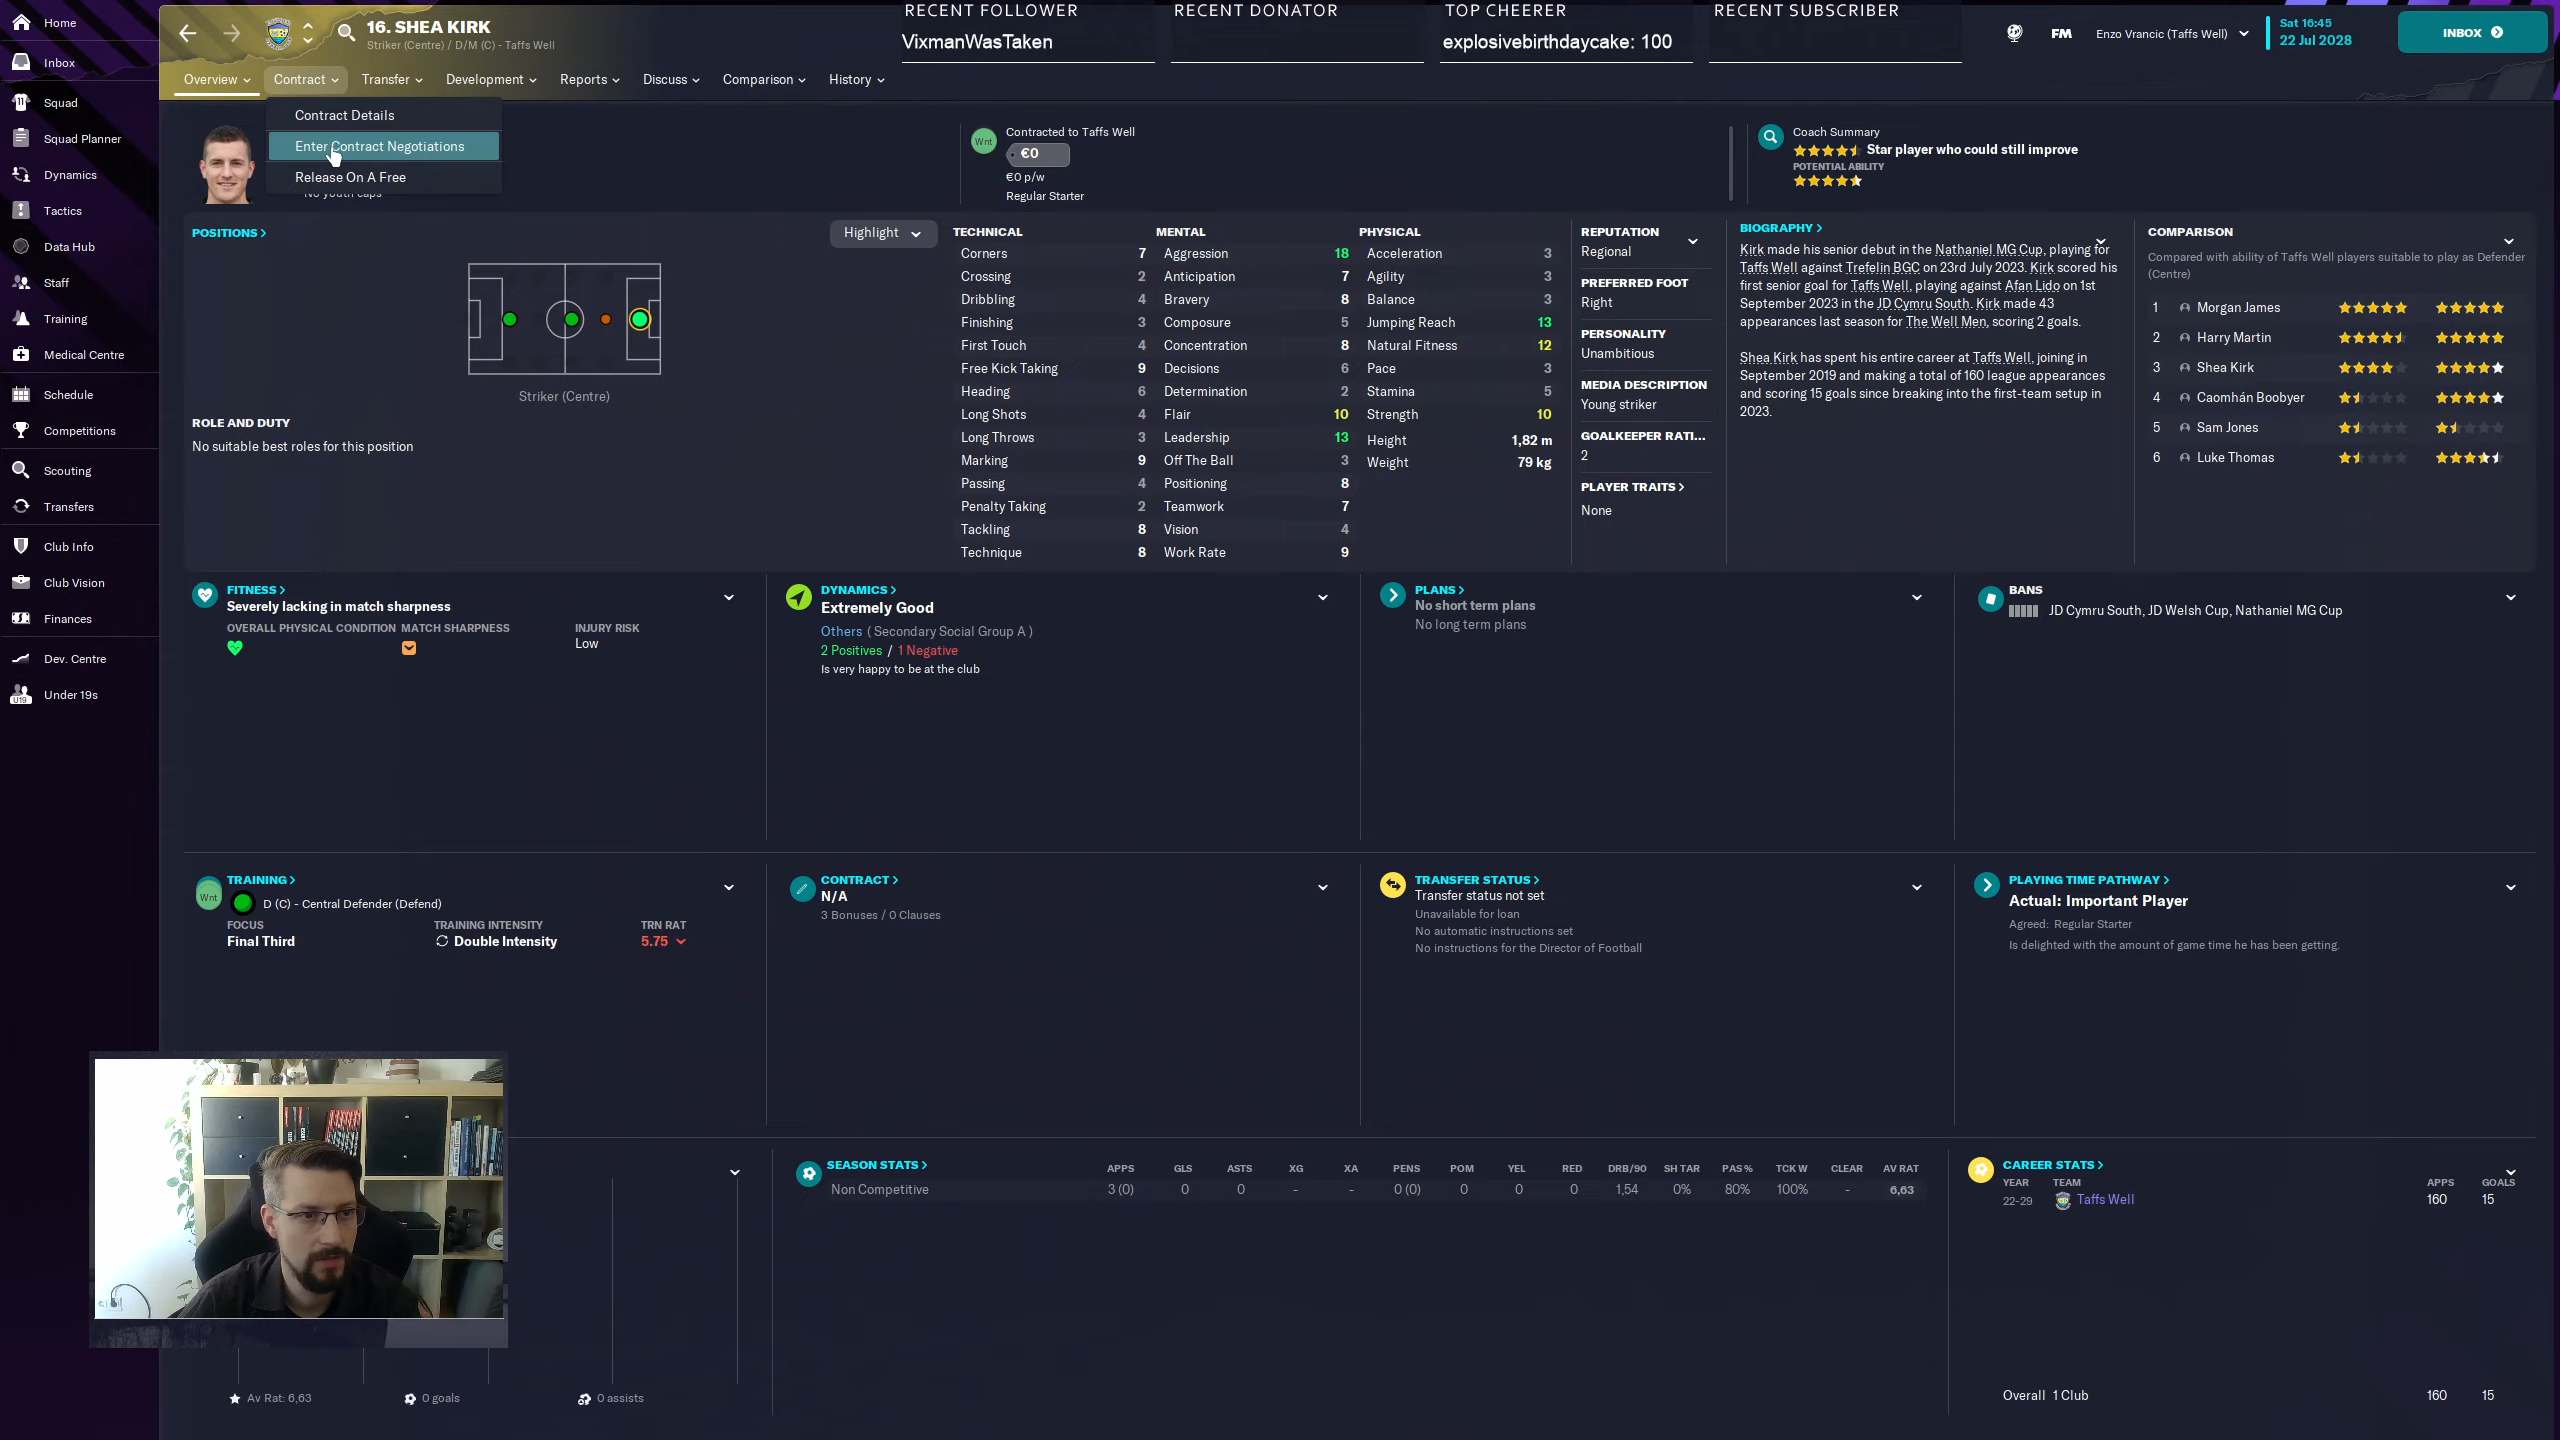 Home
Inbox
Squad
Squad Planner
Dynamics
Tactics
Data Hub
Staff
Training
Medical Centre
Schedule
Competitions
Scouting
Transfers
Club Info
Club Vision
Finances
Dev. Centre
U19
Under 19s
16. SHEA KIRK
Striker (Centre) / D/M (C) - Taffs Well
RECENT FOLLOWER
VixmanWasTaken
RECENT DONATOR
TOP CHEERER
explosivebirthdaycake: 100
RECENT SUBSCRIBER
FM
Enzo Vrancic (Taffs Well)
Sat 16:45
22 Jul 2028
INBOX
Overview Contract Transfer Development Reports Discuss Comparison History
Contract Details
Enter Contract Negotiations
Release On A Free
No youth caps
Wnt
Contracted to Taffs Well
€0
€0 p/w
Regular Starter
Coach Summary
Star player who could still improve
POTENTIAL ABILITY
POSITIONS
Highlight
Striker (Centre)
ROLE AND DUTY
No suitable best roles for this position
TECHNICAL
Corners 7
Crossing 2
Dribbling 4
Finishing 3
First Touch 4
Free Kick Taking 9
Heading 6
Long Shots 4
Long Throws 3
Marking 9
Passing 4
Penalty Taking 2
Tackling 8
Technique 8
MENTAL
Aggression 18
Anticipation 7
Bravery 8
Composure 5
Concentration 8
Decisions 6
Determination 2
Flair 10
Leadership 13
Off The Ball 3
Positioning 8
Teamwork 7
Vision 4
Work Rate 9
PHYSICAL
Acceleration 3
Agility 3
Balance 3
Jumping Reach 13
Natural Fitness 12
Pace 3
Stamina 5
Strength 10
Height 1,82 m
Weight 79 kg
REPUTATION
Regional
PREFERRED FOOT
Right
PERSONALITY
Unambitious
MEDIA DESCRIPTION
Young striker
GOALKEEPER RATI...
2
PLAYER TRAITS
None
BIOGRAPHY
Kirk made his senior debut in the Nathaniel MG Cup, playing for
Taffs Well against Trefelin BGC on 23rd July 2023. Kirk scored his
first senior goal for Taffs Well, playing against Afan Lido on 1st
September 2023 in the JD Cymru South. Kirk made 43
appearances last season for The Well Men, scoring 2 goals.
Shea Kirk has spent his entire career at Taffs Well, joining in
September 2019 and making a total of 160 league appearances
and scoring 15 goals since breaking into the first-team setup in
2023.
COMPARISON
Compared with ability of Taffs Well players suitable to play as Defender
(Centre)
1 Morgan James
2 Harry Martin
3 Shea Kirk
4 Caomhán Boobyer
5 Sam Jones
6 Luke Thomas
FITNESS
Severely lacking in match sharpness
OVERALL PHYSICAL CONDITION MATCH SHARPNESS INJURY RISK
Low
DYNAMICS
Extremely Good
Others ( Secondary Social Group A )
2 Positives / 1 Negative
Is very happy to be at the club
PLANS
No short term plans
No long term plans
BANS
JD Cymru South, JD Welsh Cup, Nathaniel MG Cup
Wnt
TRAINING
D (C) - Central Defender (Defend)
FOCUS TRAINING INTENSITY TRN RAT
Final Third Double Intensity 5.75
CONTRACT
N/A
3 Bonuses / 0 Clauses
TRANSFER STATUS
Transfer status not set
Unavailable for loan
No automatic instructions set
No instructions for the Director of Football
PLAYING TIME PATHWAY
Actual: Important Player
Agreed: Regular Starter
Is delighted with the amount of game time he has been getting.
Av Rat: 6,63 0 goals 0 assists
SEASON STATS APPS GLS ASTS XG XA PENS POM YEL RED DRB/90 SH TAR PAS % TCK W CLEAR AV RAT
Non Competitive 3 (0) 0 0 - - 0 (0) 0 0 0 1,54 0% 80% 100% - 6,63
CAREER STATS
YEAR TEAM APPS GOALS
22-29 Taffs Well 160 15
Overall 1 Club 160 15